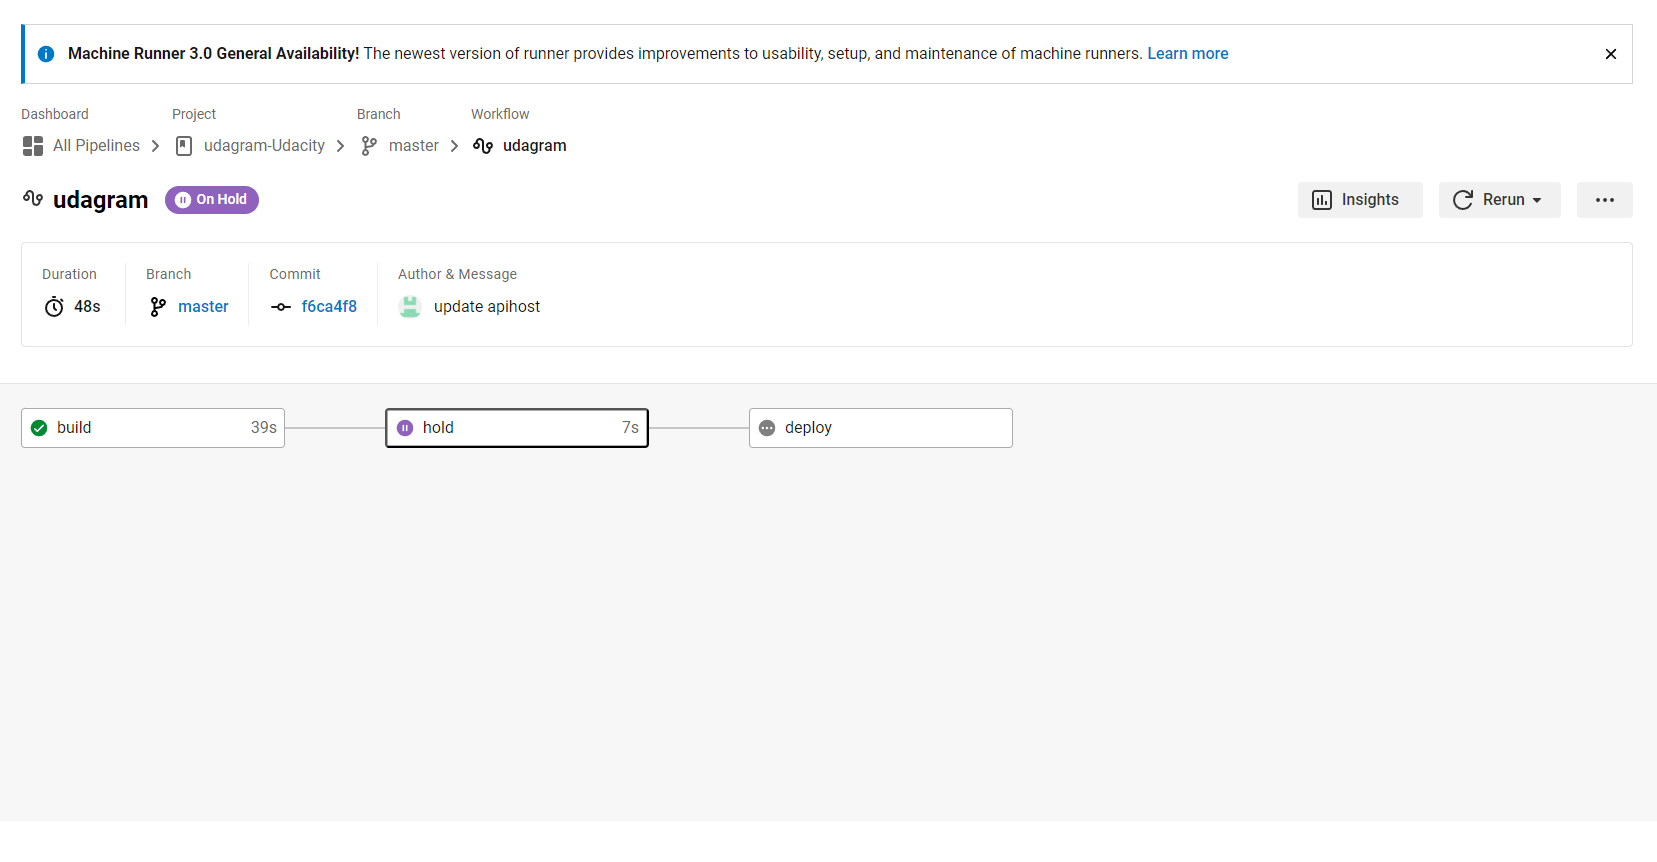 Machine Runner 3.0 General Availability! The newest version of runner provides improvements to usability, setup, and maintenance of machine runners. Learn more
Dashboard Project Branch Workflow
All Pipelines udagram-Udacity master udagram
udagram On Hold Insights Rerun
Duration Branch Commit Author & Message
48s master f6ca4f8 update apihost
build 39s hold 7s deploy